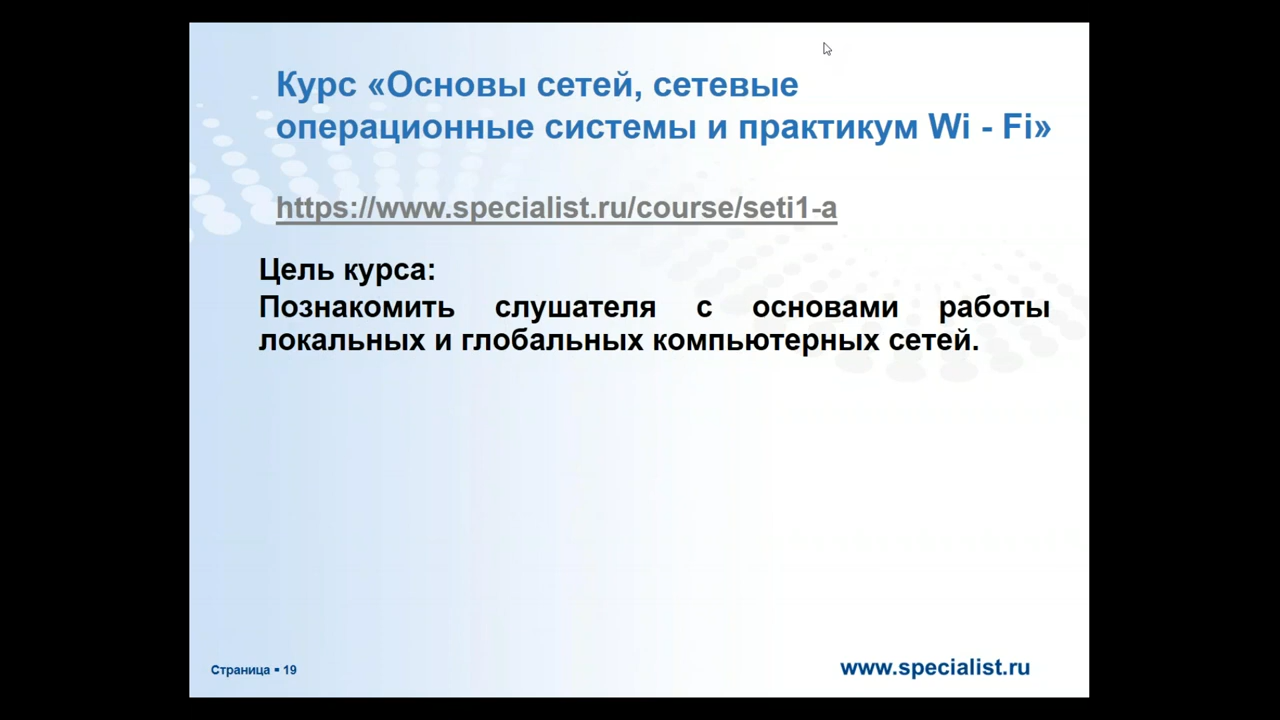 Курс «Основы сетей, сетевые
операционные системы и практикум Wi - Fi»
https://www.specialist.ru/course/seti1-a
Цель курса:
Познакомить слушателя с основами работы
локальных и глобальных компьютерных сетей.
Страница ▪ 19
www.specialist.ru